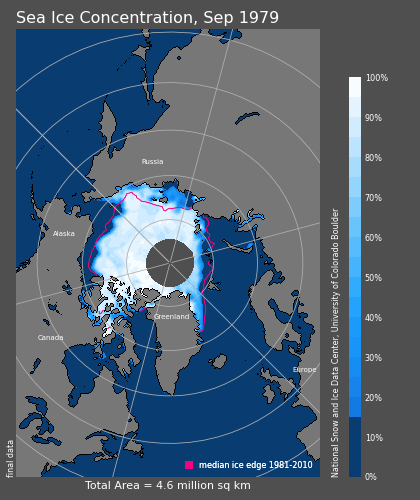 Sea Ice Concentration, Sep 1979
Russia
Alaska
Greenland
Canada
Europe
median ice edge 1981-2010
final data
Total Area = 4.6 million sq km
National Snow and Ice Data Center, University of Colorado Boulder
100%
90%
80%
70%
60%
50%
40%
30%
20%
10%
0%